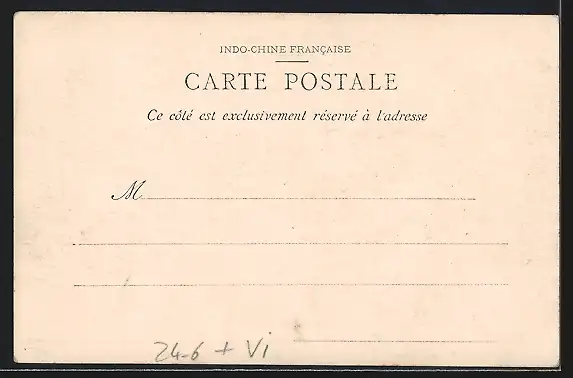 INDO-CHINE FRANÇAISE
CARTE POSTALE
Ce côté est exclusivement réservé à l'adresse
M
24-6 + VI